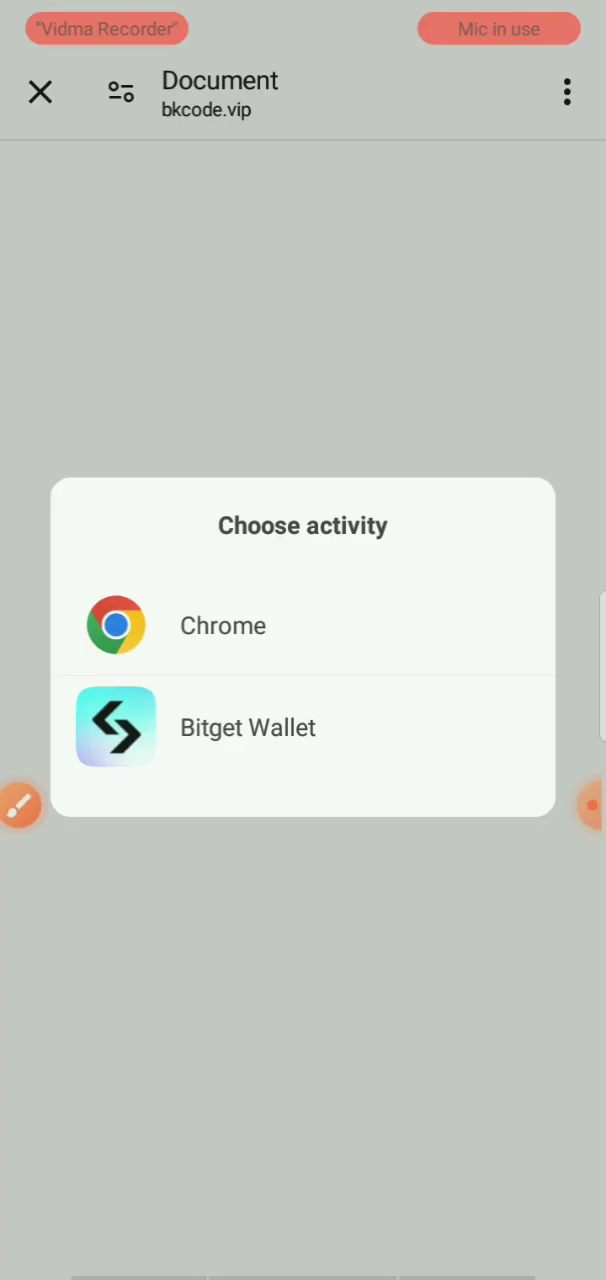 "Vidma Recorder"
Mic in use
Document
bkcode.vip
Choose activity
Chrome
Bitget Wallet